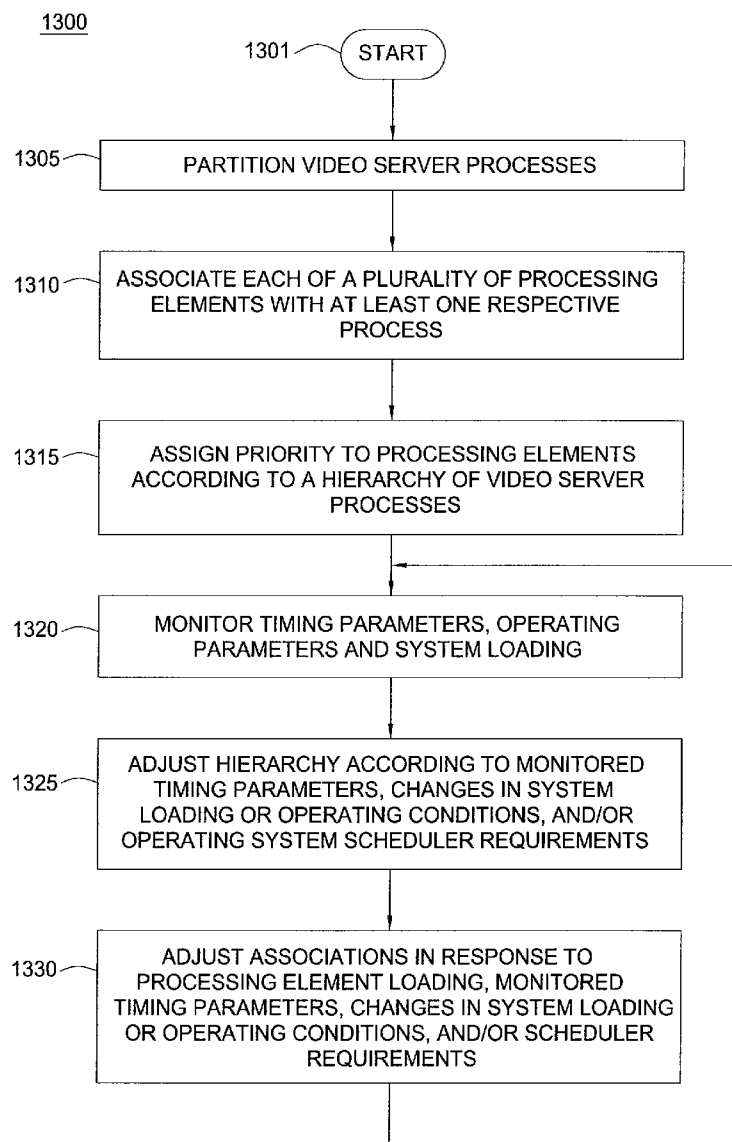 1300
1301
START
1305
PARTITION VIDEO SERVER PROCESSES
1310
ASSOCIATE EACH OF A PLURALITY OF PROCESSING
ELEMENTS WITH AT LEAST ONE RESPECTIVE
PROCESS
1315
ASSIGN PRIORITY TO PROCESSING ELEMENTS
ACCORDING TO A HIERARCHY OF VIDEO SERVER
PROCESSES
1320
MONITOR TIMING PARAMETERS, OPERATING
PARAMETERS AND SYSTEM LOADING
1325
ADJUST HIERARCHY ACCORDING TO MONITORED
TIMING PARAMETERS, CHANGES IN SYSTEM
LOADING OR OPERATING CONDITIONS, AND/OR
OPERATING SYSTEM SCHEDULER REQUIREMENTS
1330
ADJUST ASSOCIATIONS IN RESPONSE TO
PROCESSING ELEMENT LOADING, MONITORED
TIMING PARAMETERS, CHANGES IN SYSTEM LOADING
OR OPERATING CONDITIONS, AND/OR SCHEDULER
REQUIREMENTS